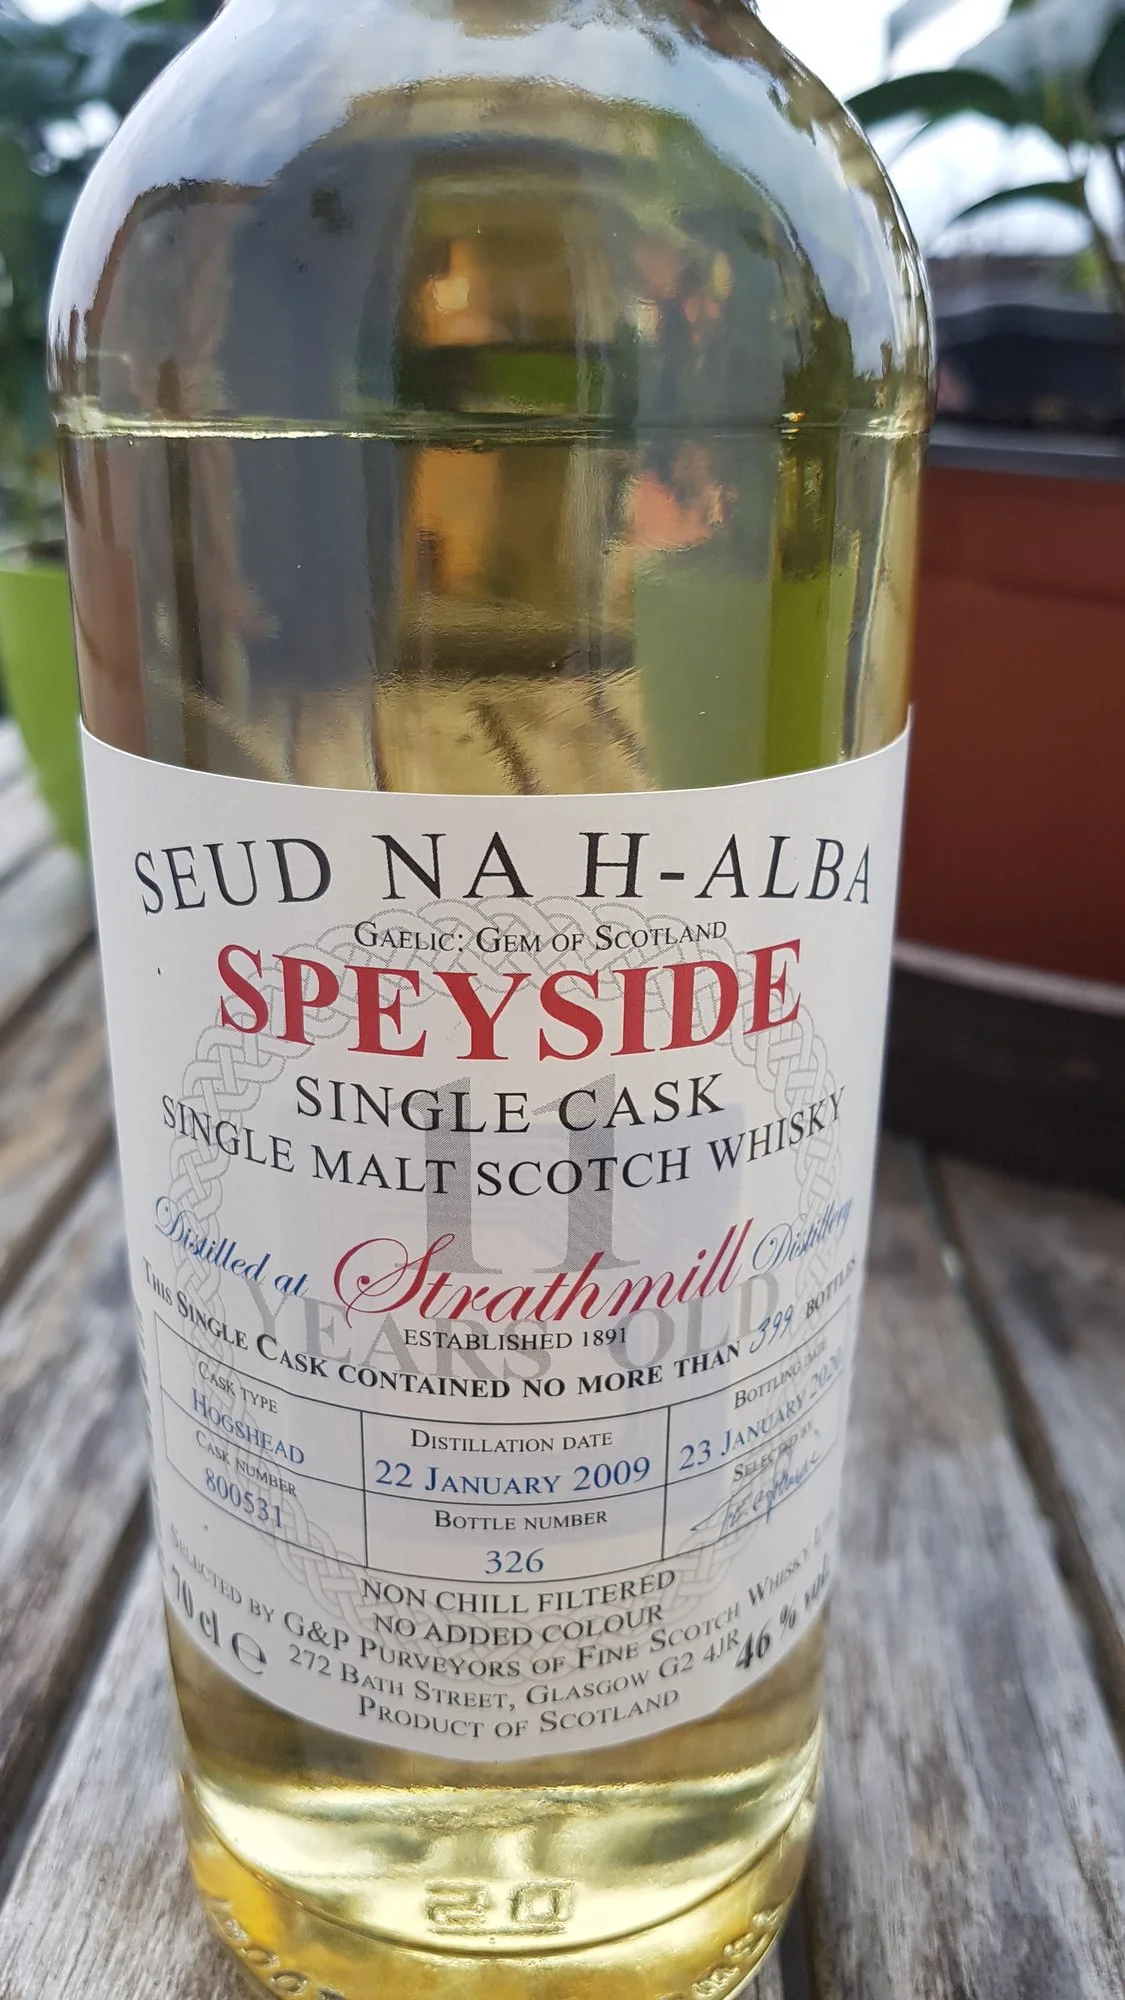 SEUD NA H-ALBA
GAELIC: GEM OF SCOTLAND
SPEYSIDE
SINGLE CASK
SINGLE MALT SCOTCH WHISKY
11
YEARS OLD
Distilled at Strathmill Distillery
ESTABLISHED 1891
THIS SINGLE CASK CONTAINED NO MORE THAN 399 BOTTLES
CASK TYPE
HOGSHEAD
CASK NUMBER
800531
DISTILLATION DATE
22 JANUARY 2009
BOTTLE NUMBER
326
BOTTLING DATE
23 JANUARY 2020
SELECTED BY
NON CHILL FILTERED
NO ADDED COLOUR
SELECTED BY G&P PURVEYORS OF FINE SCOTCH WHISKY
272 BATH STREET, GLASGOW G2 4JR
PRODUCT OF SCOTLAND
70 cl e
46 % vol.
50